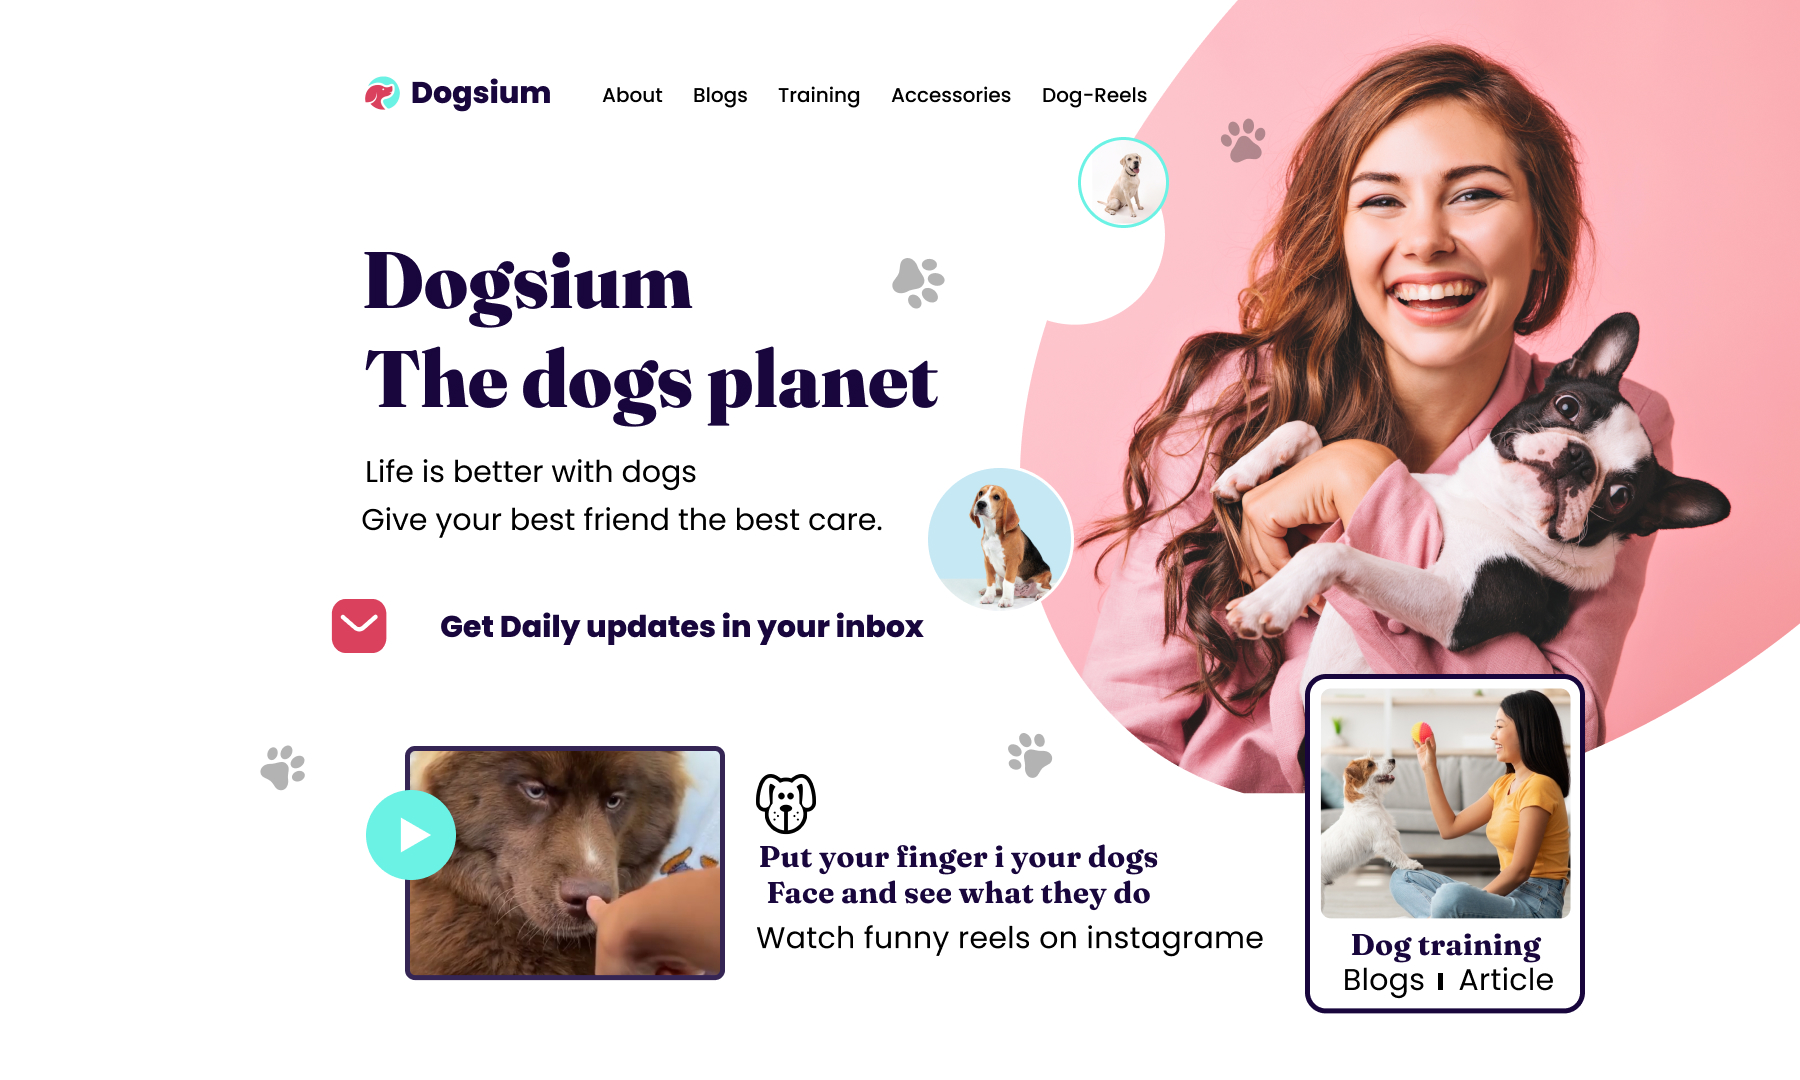 Dogsium
About Blogs Training Accessories Dog-Reels
Dogsium
The dogs planet
Life is better with dogs
Give your best friend the best care.
Get Daily updates in your inbox
Put your finger i your dogs
Face and see what they do
Watch funny reels on instagrame
Dog training
Blogs ı Article